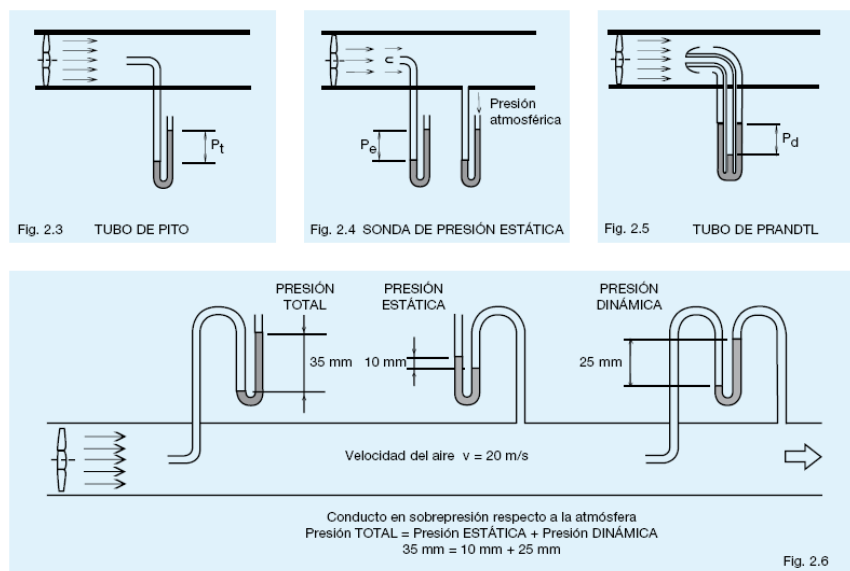 Pt
Fig. 2.3 TUBO DE PITO
Pe
Presión
atmosférica
Fig. 2.4 SONDA DE PRESIÓN ESTÁTICA
Pd
Fig. 2.5 TUBO DE PRANDTL
PRESIÓN
TOTAL
35 mm
PRESIÓN
ESTÁTICA
10 mm
PRESIÓN
DINÁMICA
25 mm
Velocidad del aire v = 20 m/s
Conducto en sobrepresión respecto a la atmósfera
Presión TOTAL = Presión ESTÁTICA + Presión DINÁMICA
35 mm = 10 mm + 25 mm
Fig. 2.6